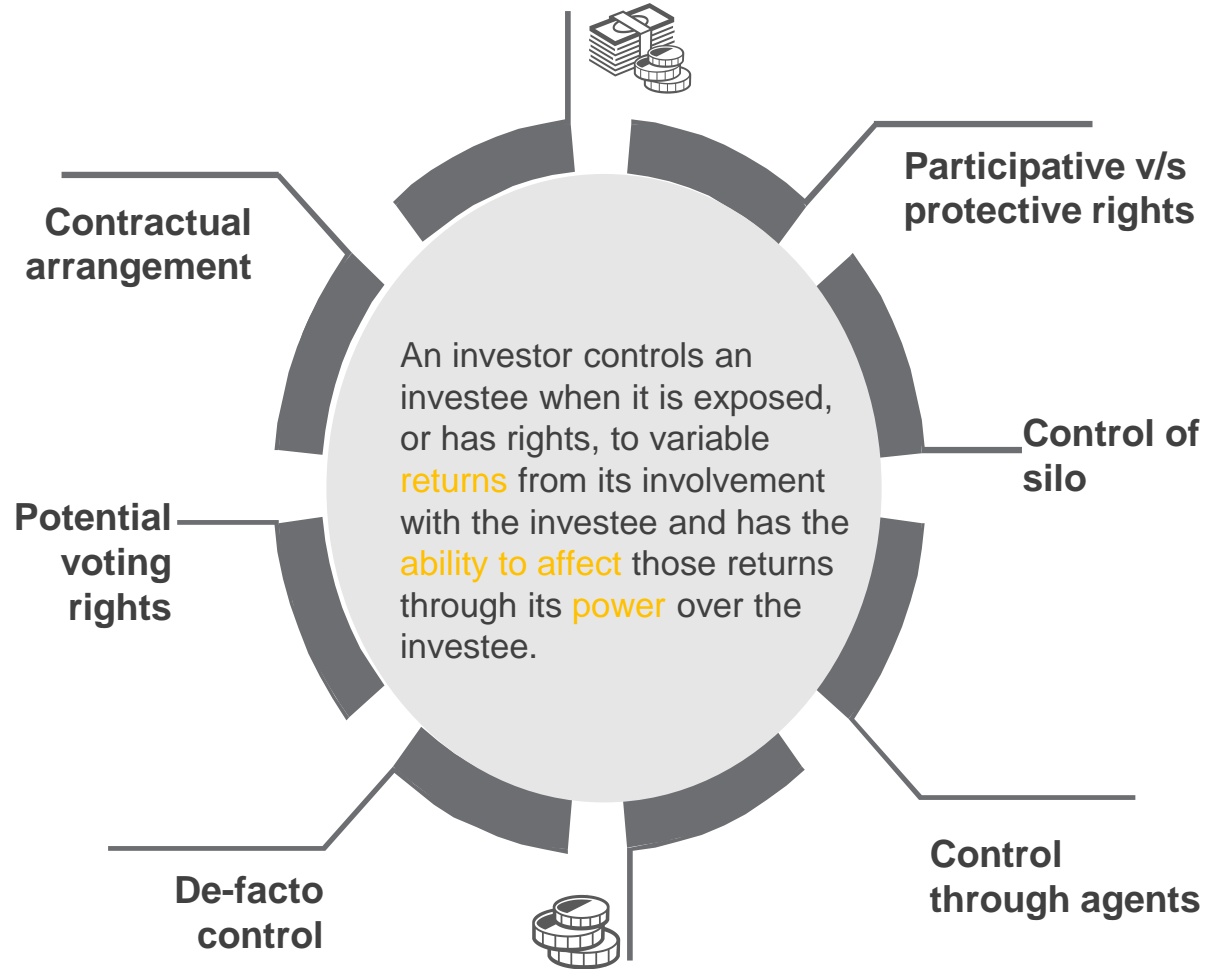 Participative v/s
protective rights
Contractual
arrangement
An investor controls an
investee when it is exposed,
or has rights, to variable
returns from its involvement
with the investee and has the
ability to affect those returns
through its power over the
investee.
Control of
silo
Potential
voting
rights
Control
through agents
De-facto
control